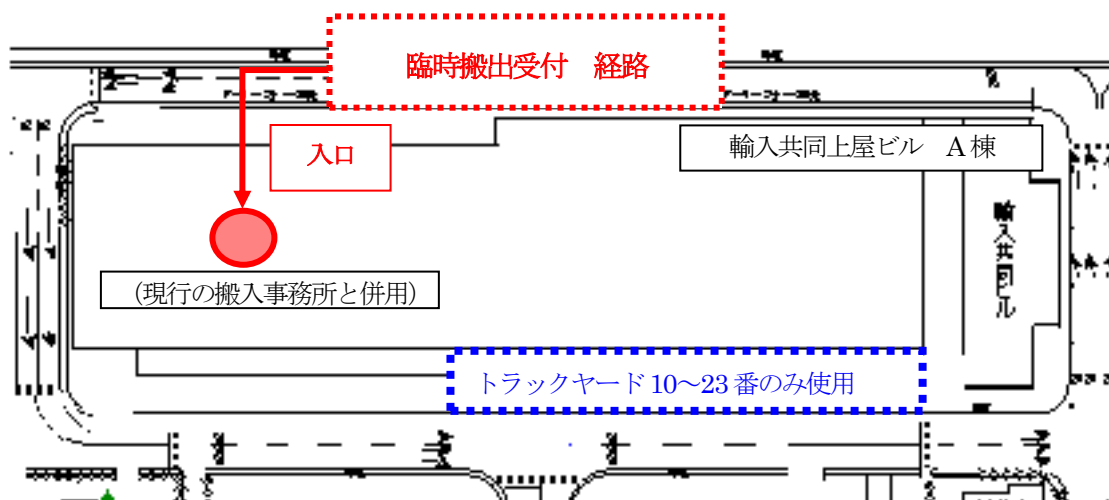 臨時搬出受付　経路
入口
輸入共同上屋ビル　A棟
輸入共同ビル
(現行の搬入事務所と併用)
トラックヤード10～23番のみ使用